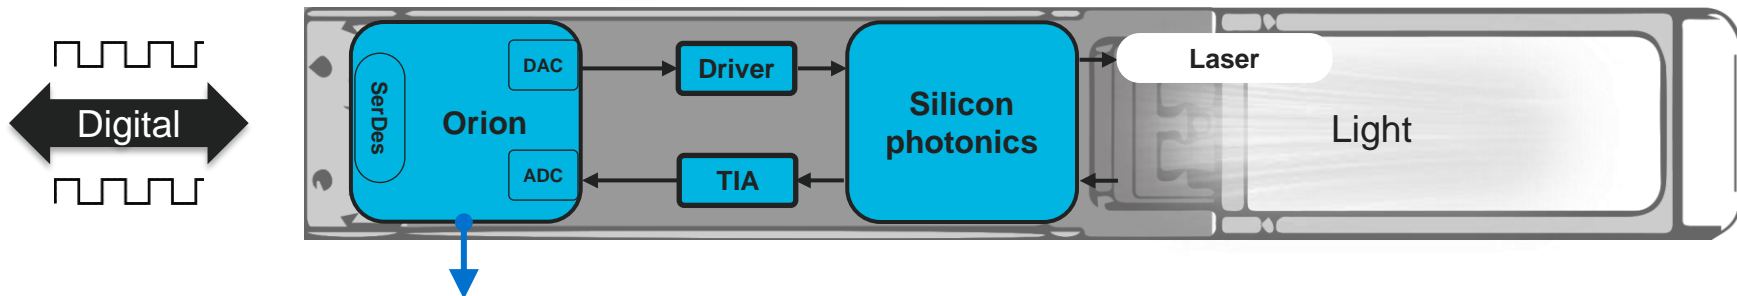 Digital
SerDes
Orion
DAC
ADC
Driver
TIA
Silicon
photonics
Laser
Light